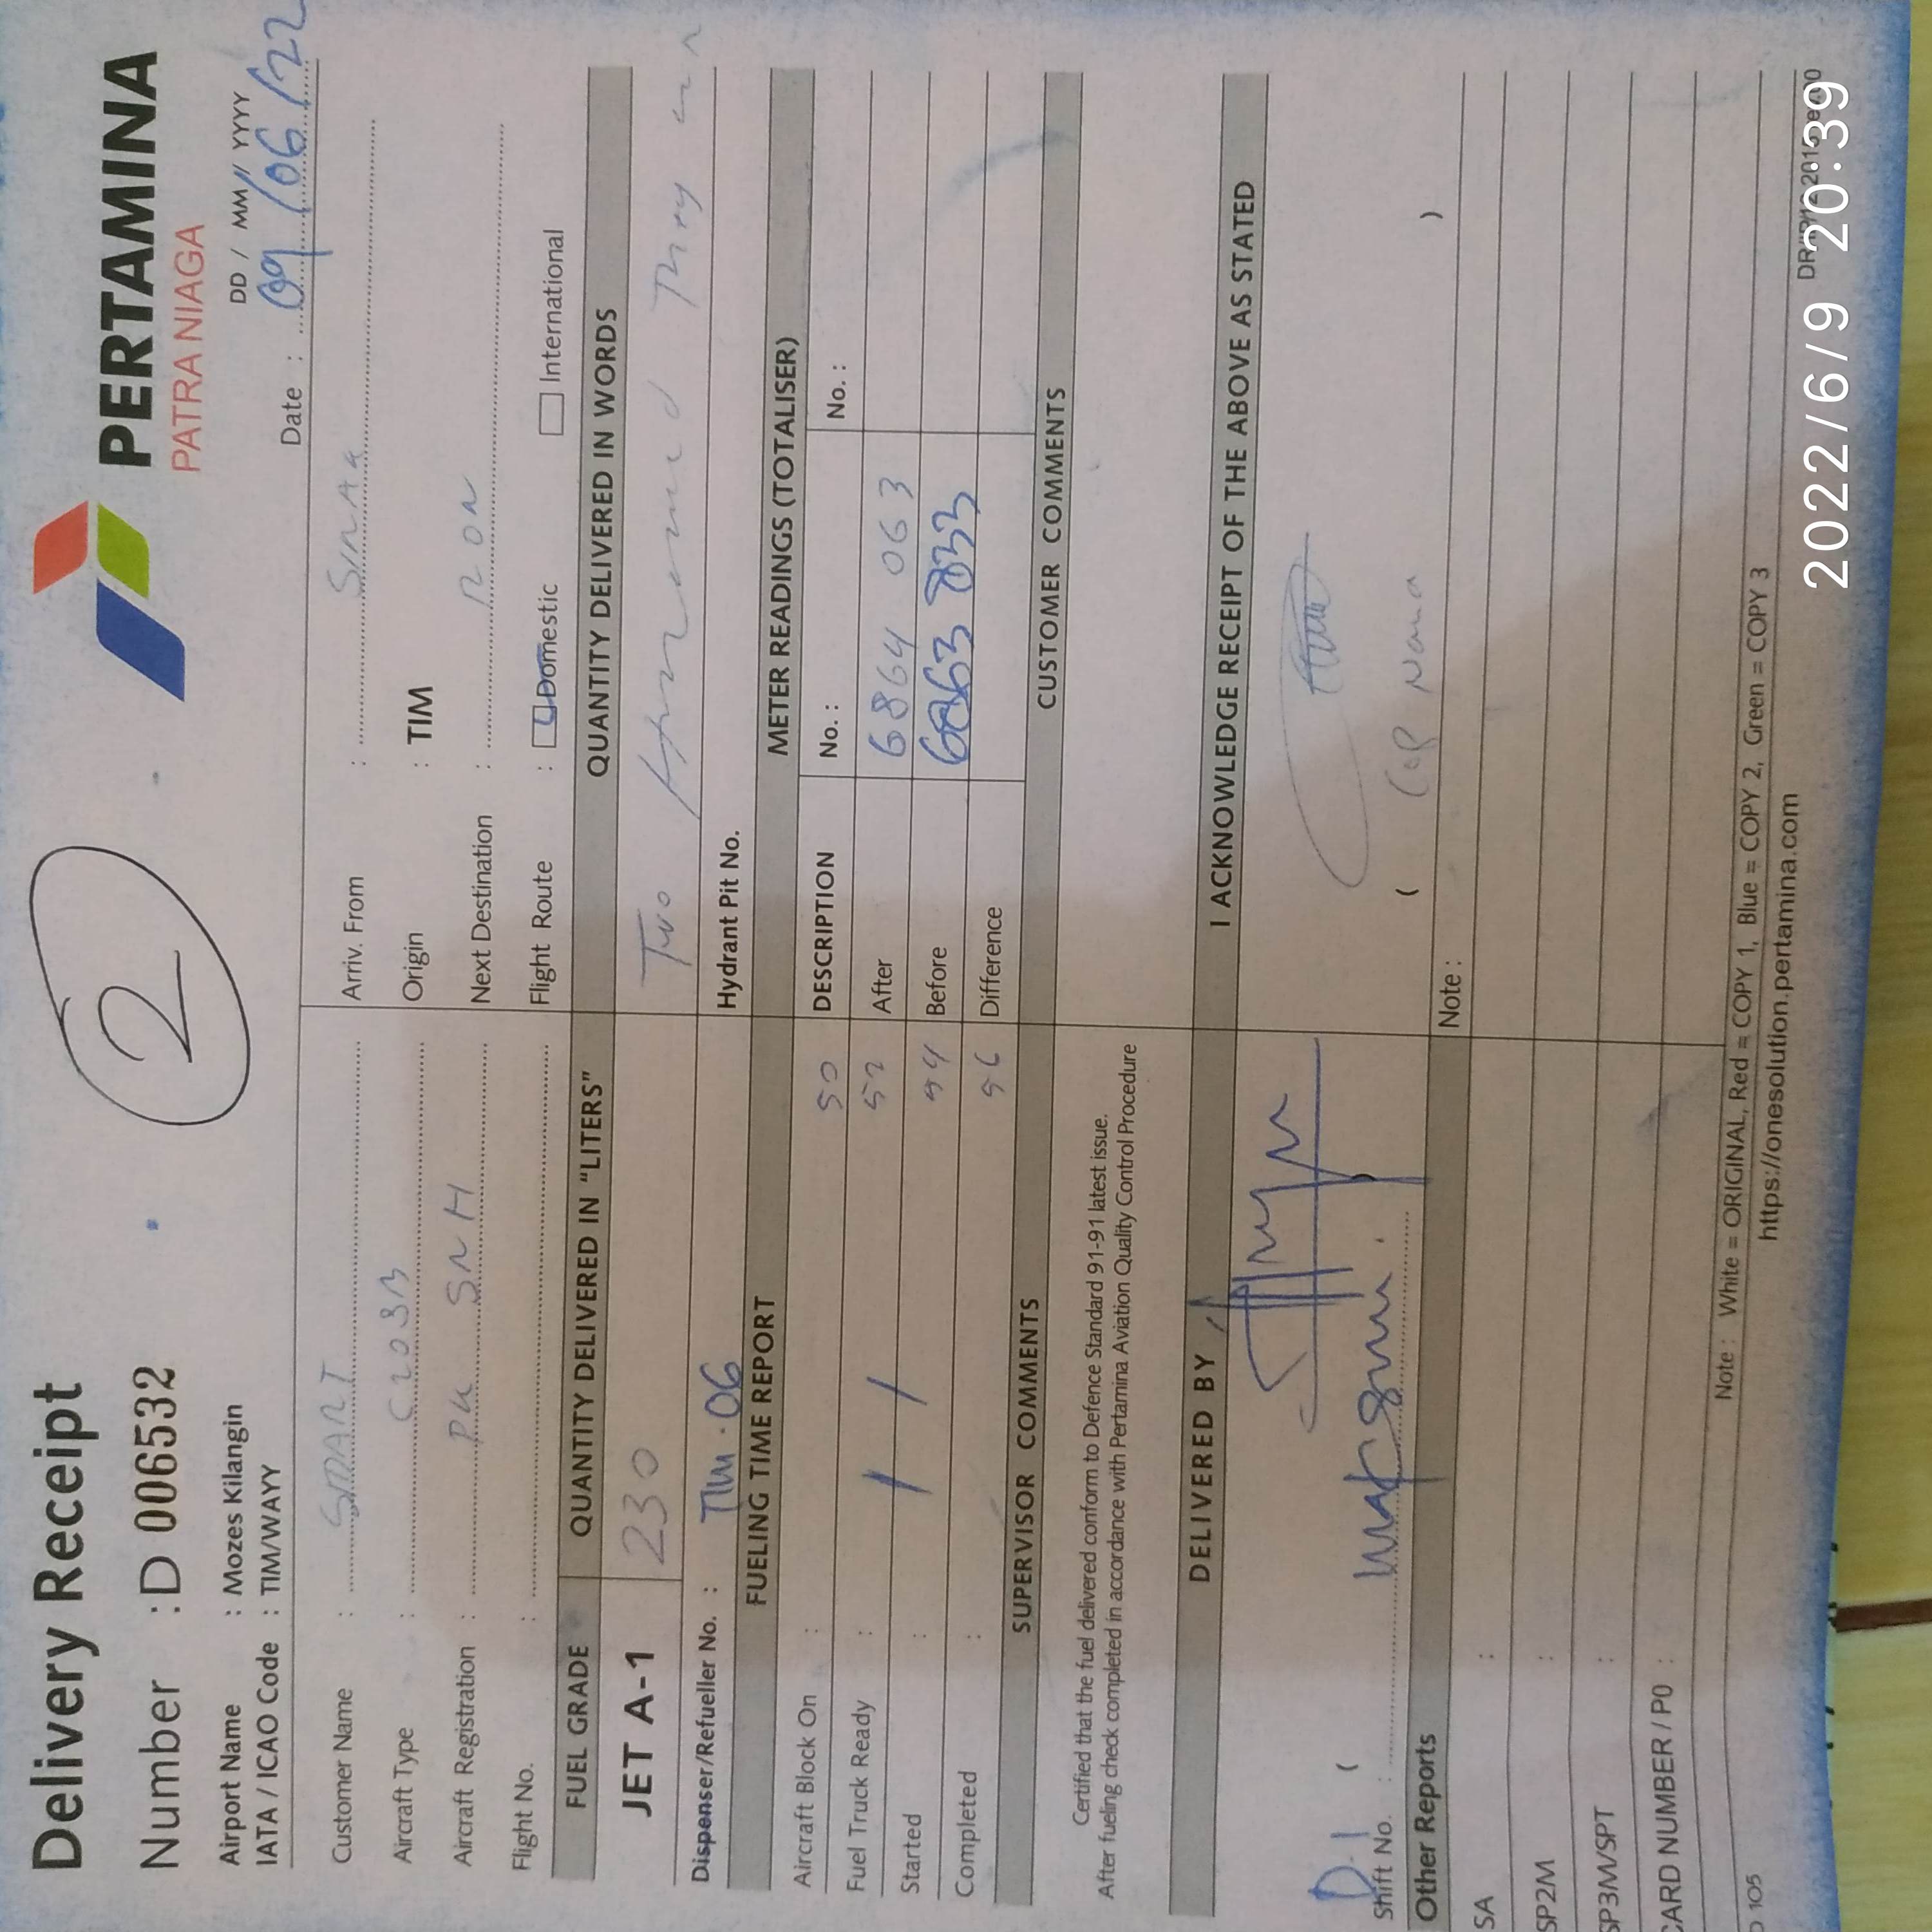 Delivery Receipt
Number : D 006532
2
PERTAMINA
PATRA NIAGA
Airport Name : Mozes Kilangin
IATA / ICAO Code : TIM/WAYY
DD / MM / YYYY
Date : 09/06/22
Customer Name : SMART
Aircraft Type : C208B
Aircraft Registration : PK SNH
Flight No. :
Arriv. From :
Origin : TIM
Next Destination : RON
Flight Route : Domestic International
FUEL GRADE QUANTITY DELIVERED IN "LITERS" QUANTITY DELIVERED IN WORDS
JET A-1 230 Two
Dispenser/Refueller No. : TIM.06 Hydrant Pit No.
FUELING TIME REPORT METER READINGS (TOTALISER)
Aircraft Block On : 50 DESCRIPTION No. : No. :
Fuel Truck Ready : 52 After 6864 063
Started : 54 Before 6863 833
Completed : 56 Difference
SUPERVISOR COMMENTS CUSTOMER COMMENTS
Certified that the fuel delivered conform to Defence Standard 91-91 latest issue.
After fueling check completed in accordance with Pertamina Aviation Quality Control Procedure
DELIVERED BY I ACKNOWLEDGE RECEIPT OF THE ABOVE AS STATED
D.1
Shift No. : ( ) ( )
Other Reports Note :
SA :
SP2M :
SP3M/SPT :
CARD NUMBER / PO :
Note : White = ORIGINAL, Red = COPY 1, Blue = COPY 2, Green = COPY 3
105
https://onesolution.pertamina.com
2022/6/9 20:39